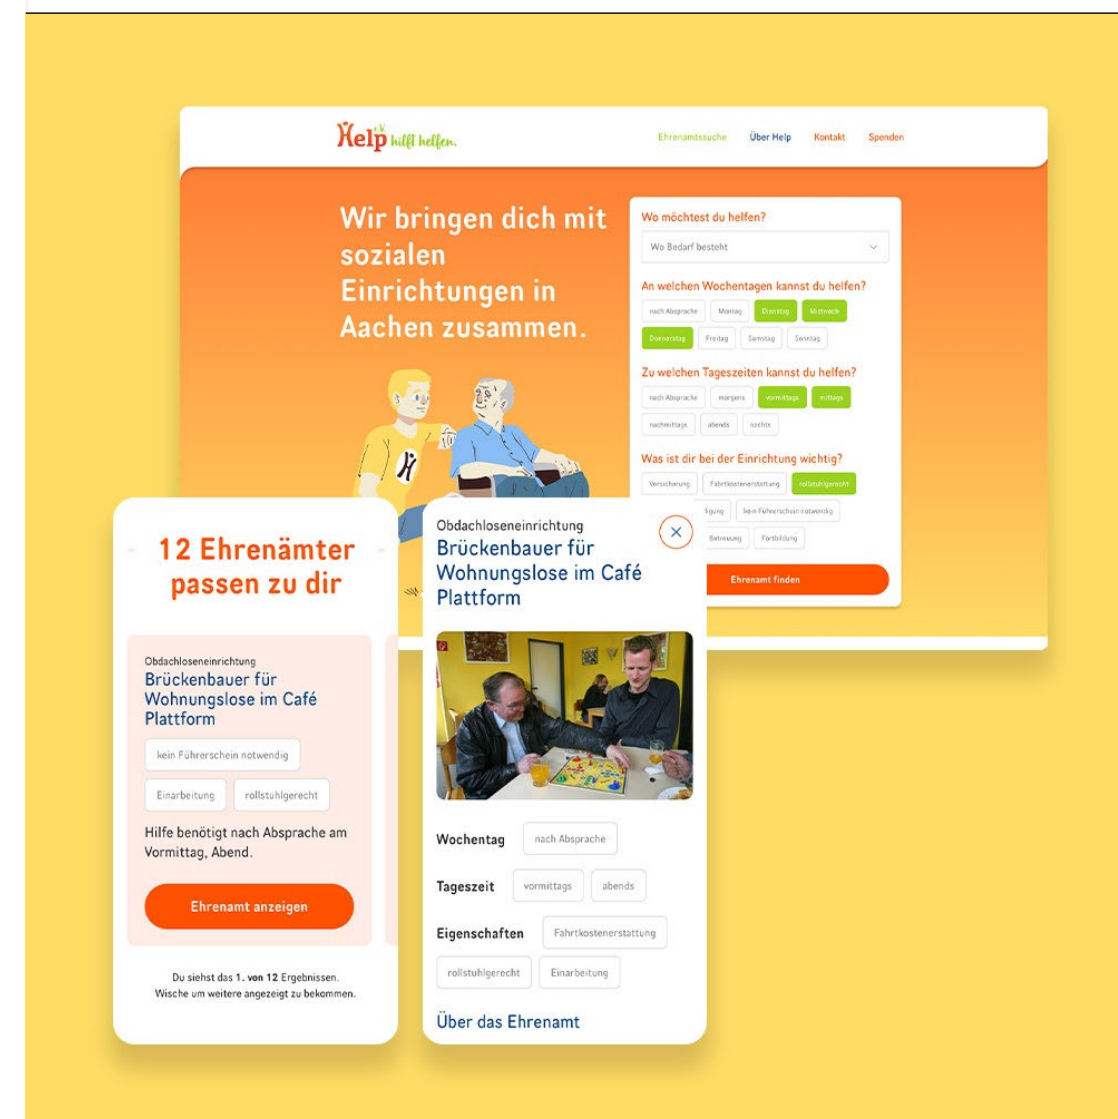 Help e.V. hilft helfen.
Ehrenamtssuche Über Help Kontakt Spenden
Wir bringen dich mit
sozialen
Einrichtungen in
Aachen zusammen.
Wo möchtest du helfen?
Wo Bedarf besteht
An welchen Wochentagen kannst du helfen?
nach Absprache Montag Dienstag Mittwoch
Donnerstag Freitag Samstag Sonntag
Zu welchen Tageszeiten kannst du helfen?
nach Absprache morgens vormittags mittags
nachmittags abends nachts
Was ist dir bei der Einrichtung wichtig?
Versicherung Fahrtkostenerstattung rollstuhlgerecht
kein Führerschein notwendig
Betreuung Fortbildung
Ehrenamt finden
12 Ehrenämter
passen zu dir
Obdachloseneinrichtung
Brückenbauer für
Wohnungslose im Café
Plattform
kein Führerschein notwendig
Einarbeitung rollstuhlgerecht
Hilfe benötigt nach Absprache am
Vormittag, Abend.
Ehrenamt anzeigen
Du siehst das 1. von 12 Ergebnissen.
Wische um weitere angezeigt zu bekommen.
Obdachloseneinrichtung
Brückenbauer für
Wohnungslose im Café
Plattform
Wochentag nach Absprache
Tageszeit vormittags abends
Eigenschaften Fahrtkostenerstattung
rollstuhlgerecht Einarbeitung
Über das Ehrenamt